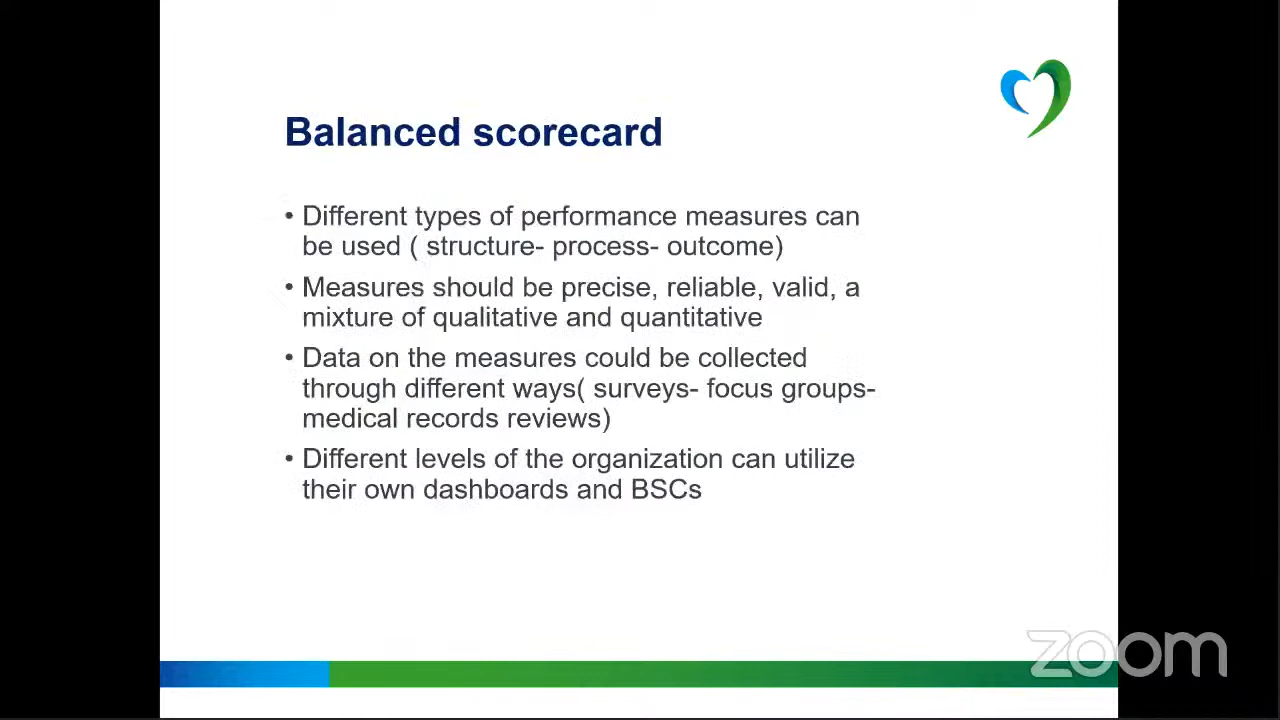 Balanced scorecard
• Different types of performance measures can
be used ( structure- process- outcome)
• Measures should be precise, reliable, valid, a
mixture of qualitative and quantitative
• Data on the measures could be collected
through different ways( surveys- focus groups-
medical records reviews)
• Different levels of the organization can utilize
their own dashboards and BSCs
zoom